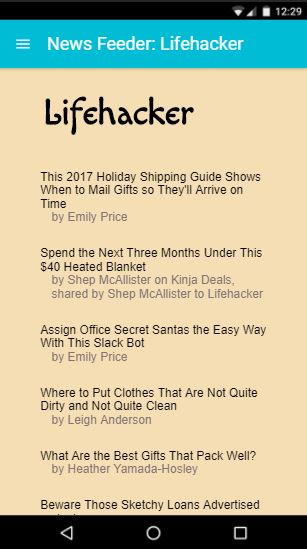 12:29
News Feeder: Lifehacker
Lifehacker
This 2017 Holiday Shipping Guide Shows
When to Mail Gifts so They'll Arrive on
Time
by Emily Price
Spend the Next Three Months Under This
$40 Heated Blanket
by Shep McAllister on Kinja Deals,
shared by Shep McAllister to Lifehacker
Assign Office Secret Santas the Easy Way
With This Slack Bot
by Emily Price
Where to Put Clothes That Are Not Quite
Dirty and Not Quite Clean
by Leigh Anderson
What Are the Best Gifts That Pack Well?
by Heather Yamada-Hosley
Beware Those Sketchy Loans Advertised